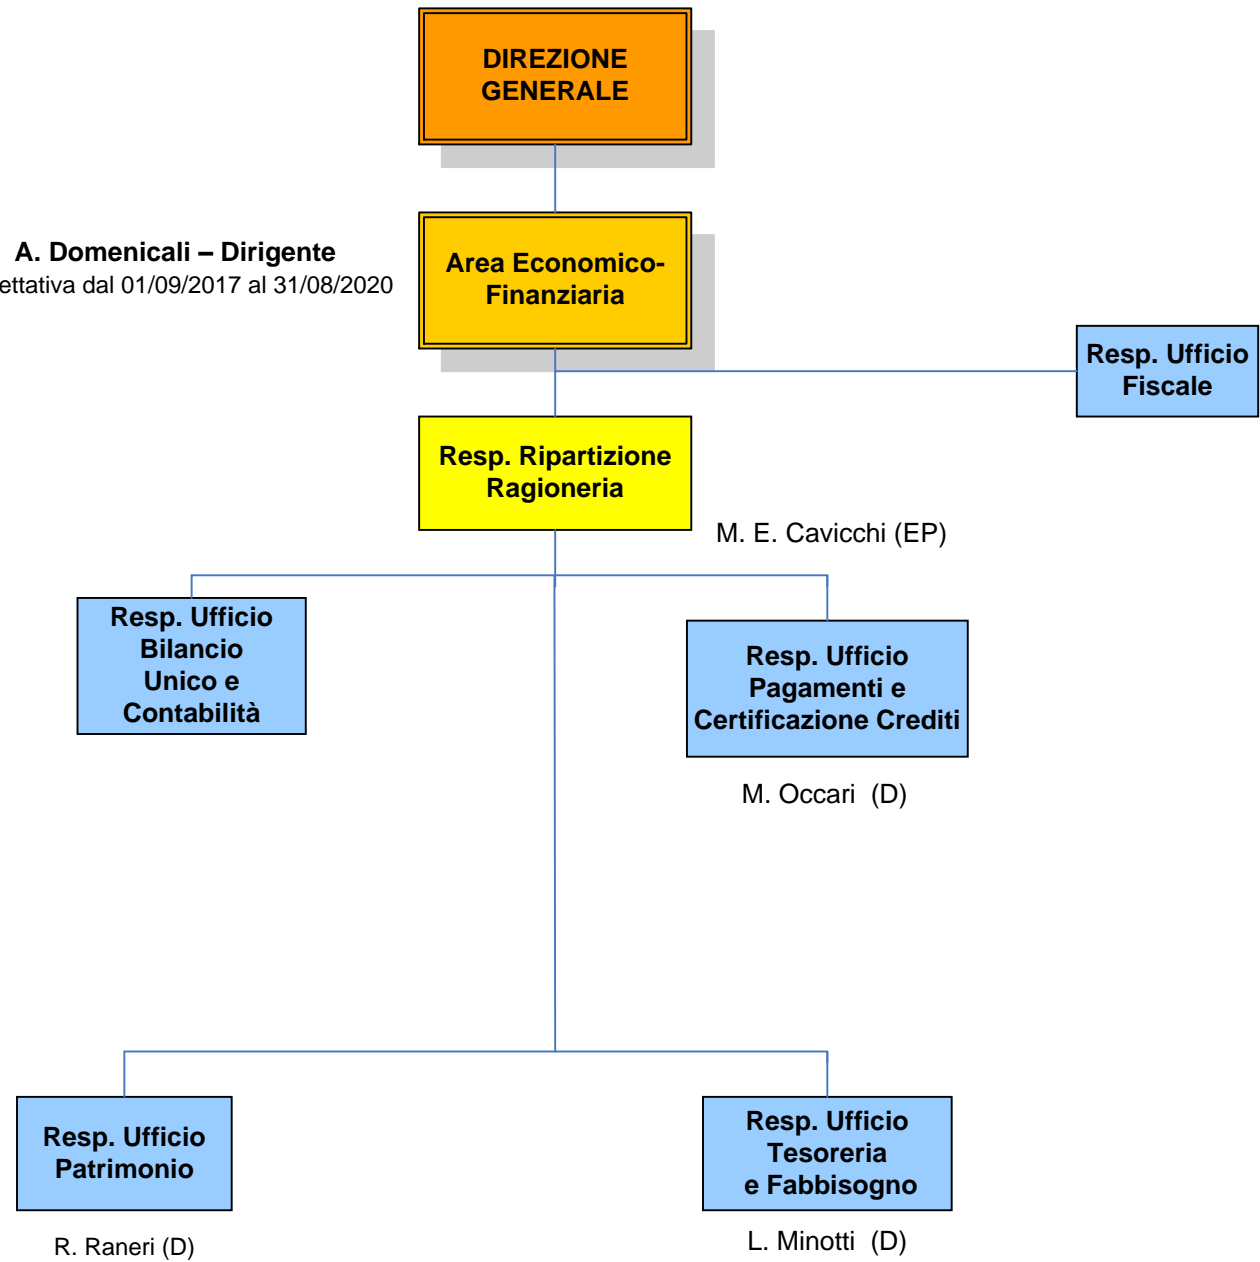 DIREZIONE
GENERALE
A. Domenicali – Dirigente
ettativa dal 01/09/2017 al 31/08/2020
Area Economico-
Finanziaria
Resp. Ufficio
Fiscale
Resp. Ripartizione
Ragioneria
M. E. Cavicchi (EP)
Resp. Ufficio
Bilancio
Unico e
Contabilità
Resp. Ufficio
Pagamenti e
Certificazione Crediti
M. Occari (D)
Resp. Ufficio
Patrimonio
R. Raneri (D)
Resp. Ufficio
Tesoreria
e Fabbisogno
L. Minotti (D)